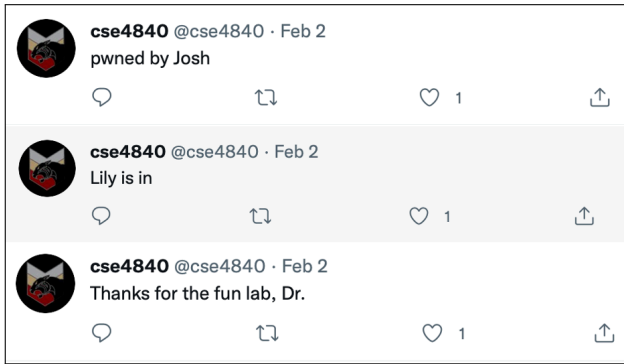 cse4840 @cse4840 · Feb 2
pwned by Josh
1
cse4840 @cse4840 · Feb 2
Lily is in
1
cse4840 @cse4840 · Feb 2
Thanks for the fun lab, Dr.
1